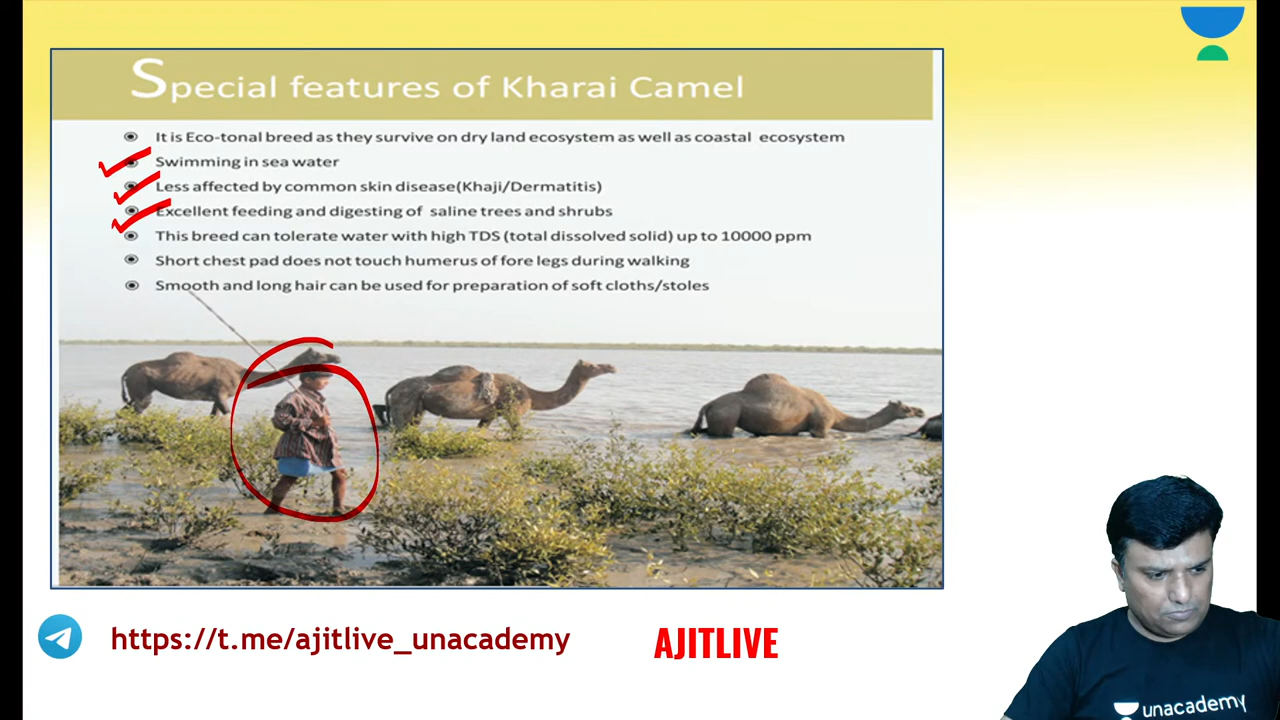 Special features of Kharai Camel
It is Eco-tonal breed as they survive on dry land ecosystem as well as coastal ecosystem
Swimming in sea water
Less affected by common skin disease(Khaji/Dermatitis)
Excellent feeding and digesting of saline trees and shrubs
This breed can tolerate water with high TDS (total dissolved solid) up to 10000 ppm
Short chest pad does not touch humerus of fore legs during walking
Smooth and long hair can be used for preparation of soft cloths/stoles
https://t.me/ajitlive_unacademy
AJITLIVE
unacademy